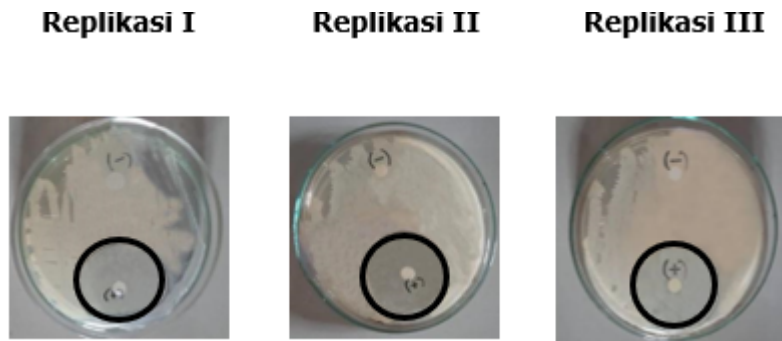 Replikasi I
Replikasi II
Replikasi III
(-)
(-)
(-)
(+)
(+)
(+)